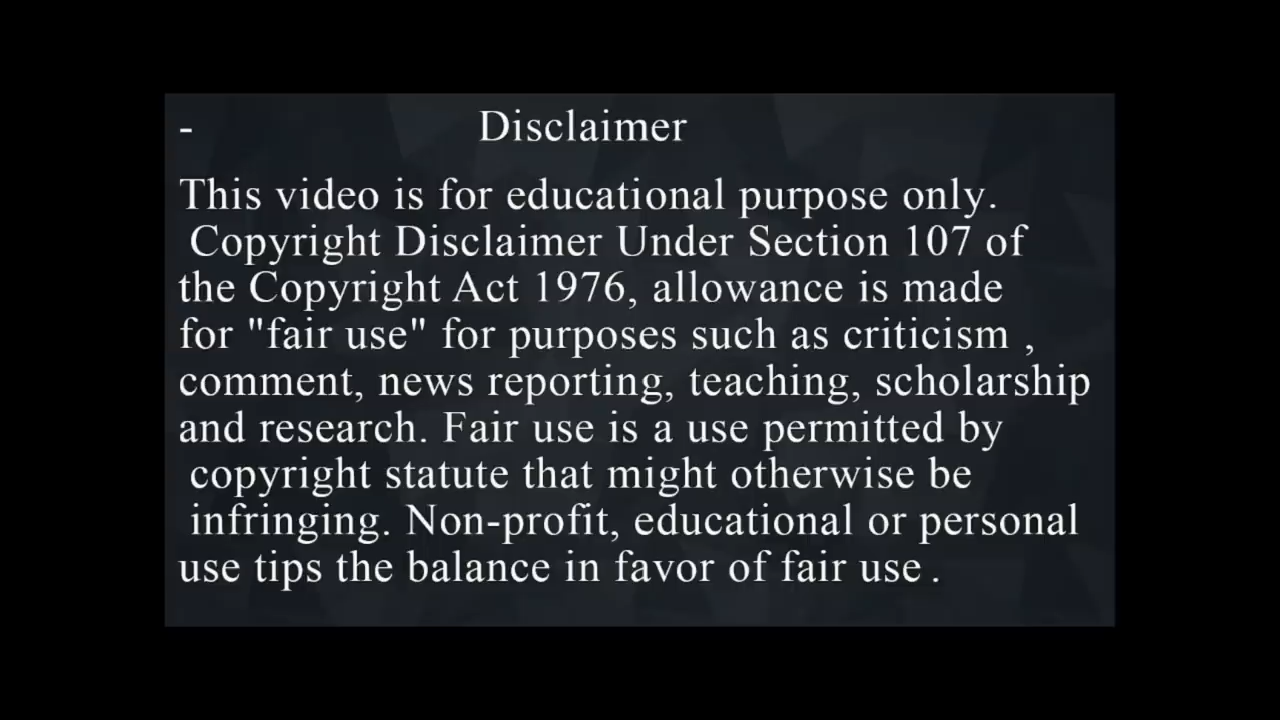 - Disclaimer
This video is for educational purpose only.
Copyright Disclaimer Under Section 107 of
the Copyright Act 1976, allowance is made
for "fair use" for purposes such as criticism ,
comment, news reporting, teaching, scholarship
and research. Fair use is a use permitted by
copyright statute that might otherwise be
infringing. Non-profit, educational or personal
use tips the balance in favor of fair use .